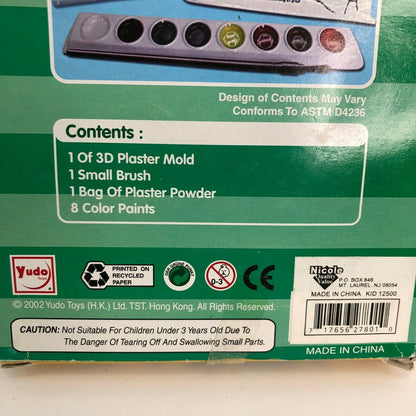 Design of Contents May Vary
Conforms To ASTM D4236
Contents :
1 Of 3D Plaster Mold
1 Small Brush
1 Bag Of Plaster Powder
8 Color Paints
Yudo
PRINTED ON
RECYCLED
PAPER
0-3
CE
Nicole
Quality
Value
P.O. BOX 846
MT. LAUREL, NJ 08054
MADE IN CHINA KID 12500
7 17656 27801 0
© 2002 Yudo Toys (H.K.) Ltd. TST. Hong Kong. All Rights Reserved.
CAUTION: Not Suitable For Children Under 3 Years Old Due To
The Danger Of Tearing Off And Swallowing Small Parts.
MADE IN CHINA